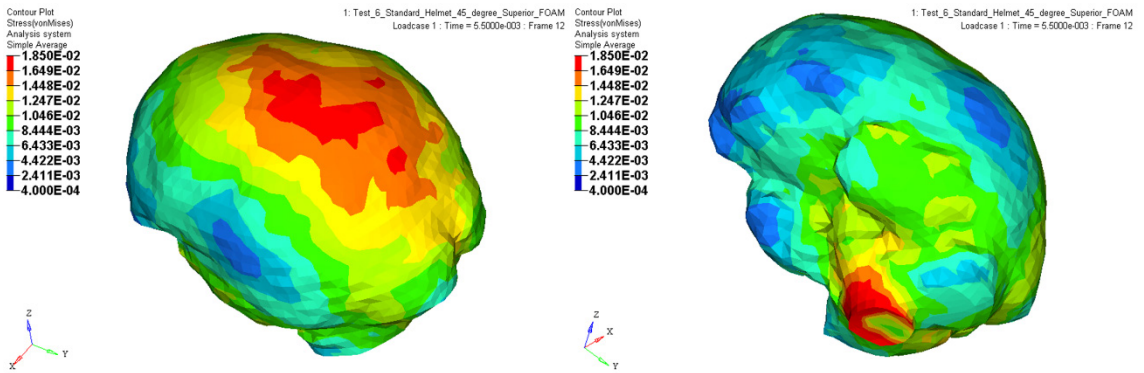 Contour Plot
Stress(vonMises)
Analysis system
Simple Average
1.850E-02
1.649E-02
1.448E-02
1.247E-02
1.046E-02
8.444E-03
6.433E-03
4.422E-03
2.411E-03
4.000E-04
1: Test_6_Standard_Helmet_45_degree_Superior_FOAM
Loadcase 1 : Time = 5.5000e-003 : Frame 12
Z
X
Y
Contour Plot
Stress(vonMises)
Analysis system
Simple Average
1.850E-02
1.649E-02
1.448E-02
1.247E-02
1.046E-02
8.444E-03
6.433E-03
4.422E-03
2.411E-03
4.000E-04
1: Test_6_Standard_Helmet_45_degree_Superior_FOAM
Loadcase 1 : Time = 5.5000e-003 : Frame 12
Z
X
Y